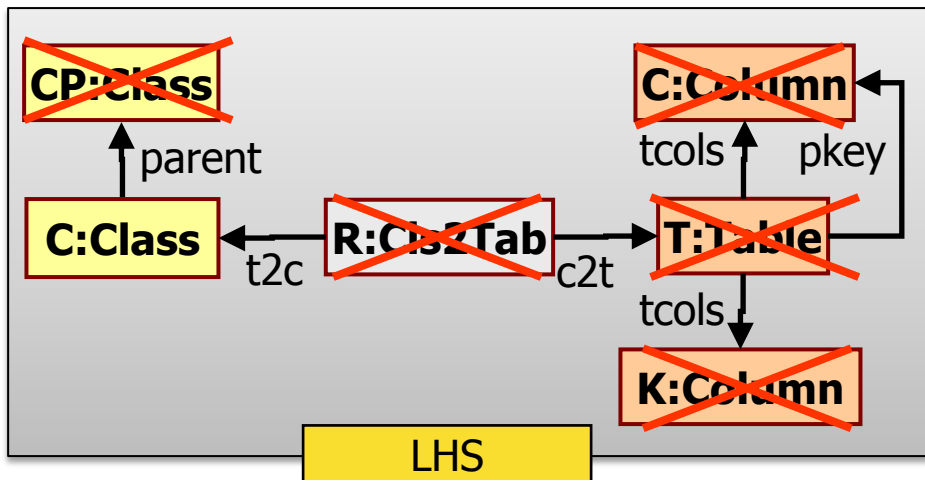 CP:Class
C:Column
parent
tcols
pkey
C:Class
R:Cls2Tab
T:Table
t2c
c2t
tcols
K:Column
LHS